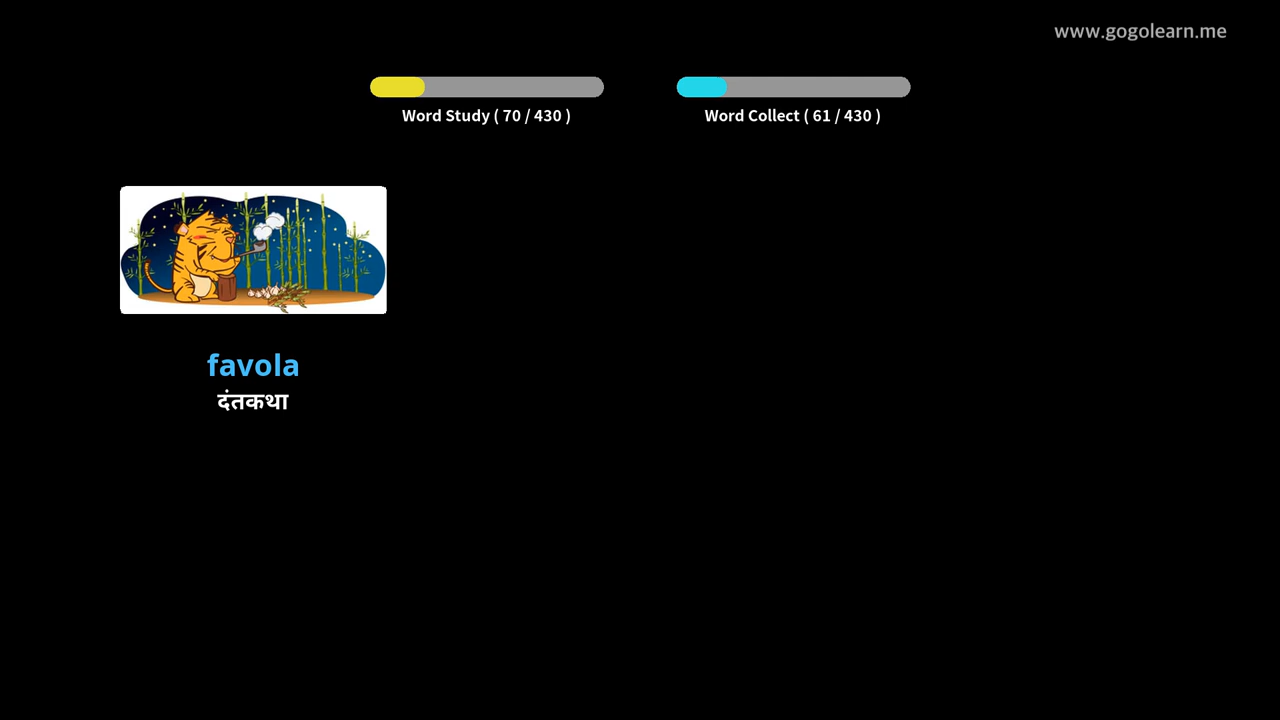 www.gogolearn.me
Word Study ( 70 / 430 )
Word Collect ( 61 / 430 )
favola
दंतकथा